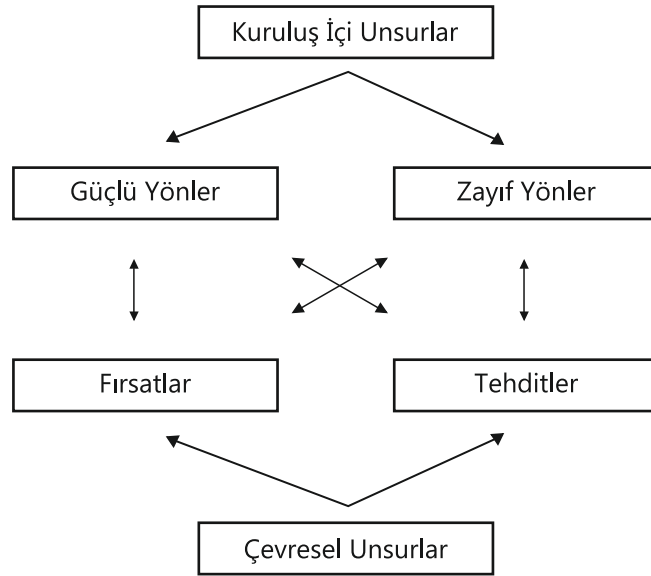 Kuruluş İçi Unsurlar
Güçlü Yönler
Zayıf Yönler
Fırsatlar
Tehditler
Çevresel Unsurlar